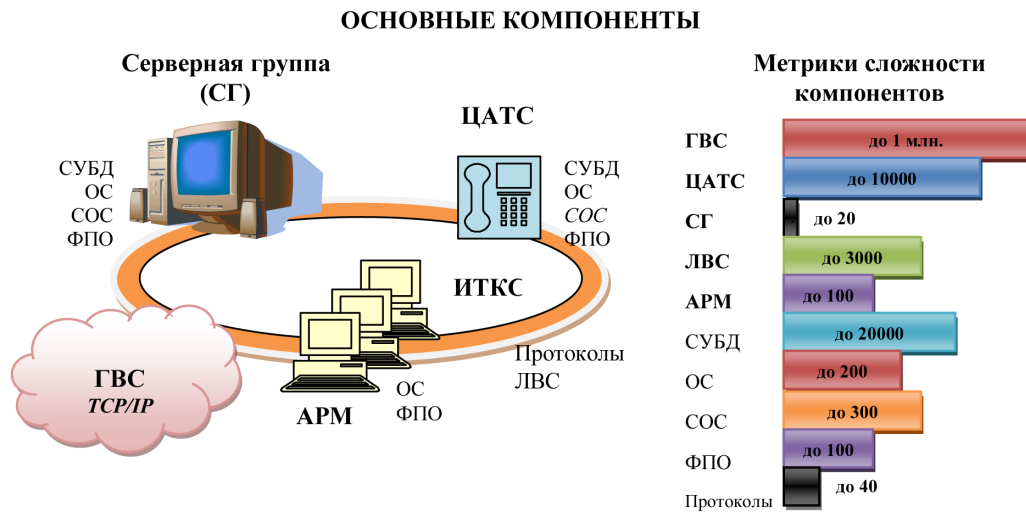 ОСНОВНЫЕ КОМПОНЕНТЫ
Серверная группа
(СГ)
СУБД
ОС
СОС
ФПО
ЦАТС
СУБД
ОС
СОС
ФПО
ИТКС
ГВС
TCP/IP
АРМ
ОС
ФПО
Протоколы
ЛВС
Метрики сложности
компонентов
ГВС до 1 млн.
ЦАТС до 10000
СГ до 20
ЛВС до 3000
АРМ до 100
СУБД до 20000
ОС до 200
СОС до 300
ФПО до 100
Протоколы до 40